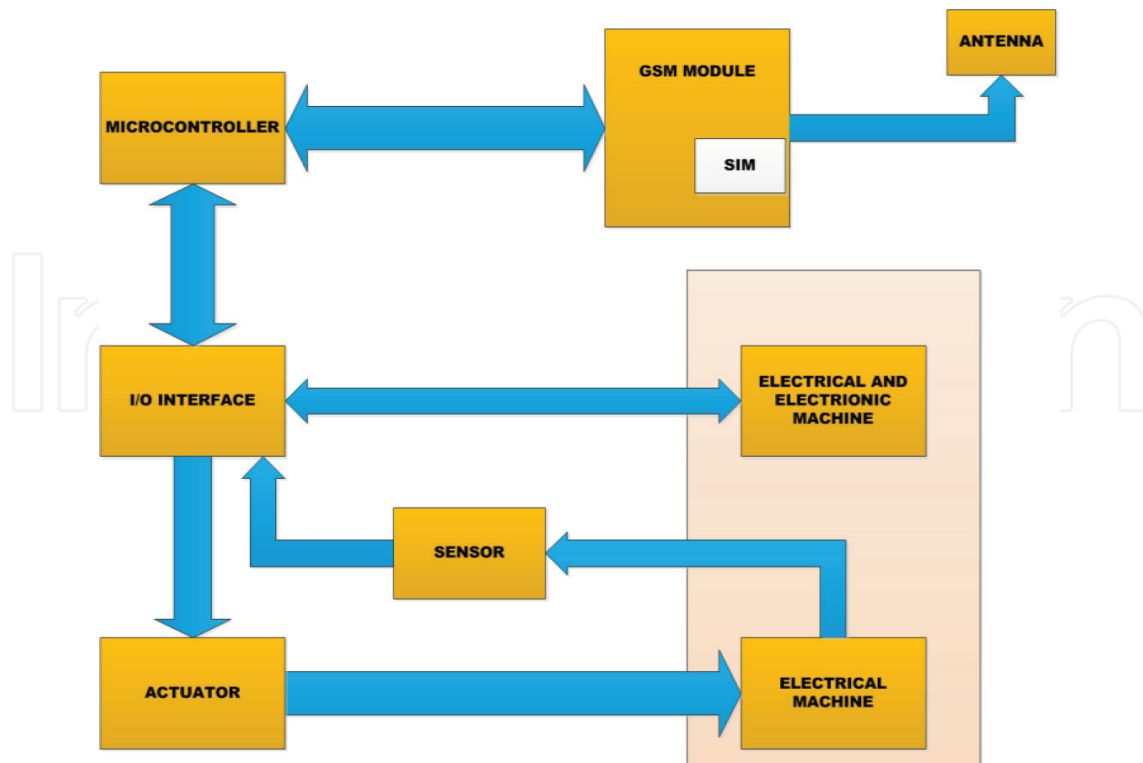 ANTENNA
GSM MODULE
MICROCONTROLLER
SIM
I/O INTERFACE
ELECTRICAL AND
ELECTRIONIC
MACHINE
SENSOR
ACTUATOR
ELECTRICAL
MACHINE